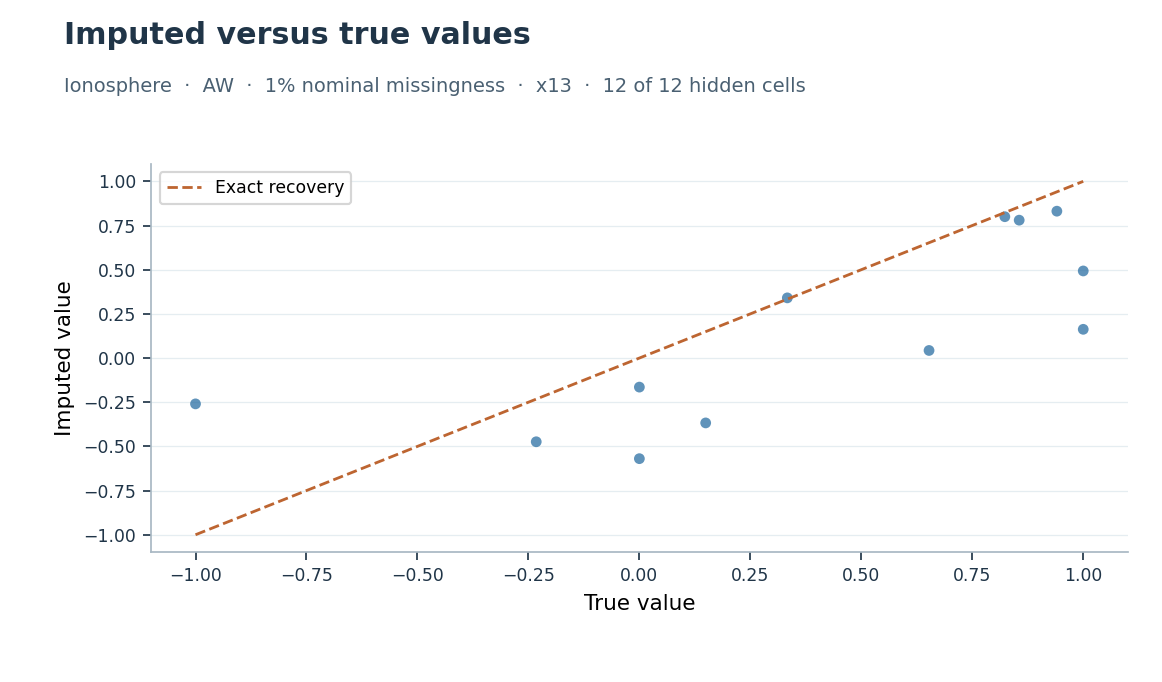 Imputed versus true values
Ionosphere · AW · 1% nominal missingness · x13 · 12 of 12 hidden cells
Exact recovery
Imputed value
1.00
0.75
0.50
0.25
0.00
−0.25
−0.50
−0.75
−1.00
−1.00 −0.75 −0.50 −0.25 0.00 0.25 0.50 0.75 1.00
True value